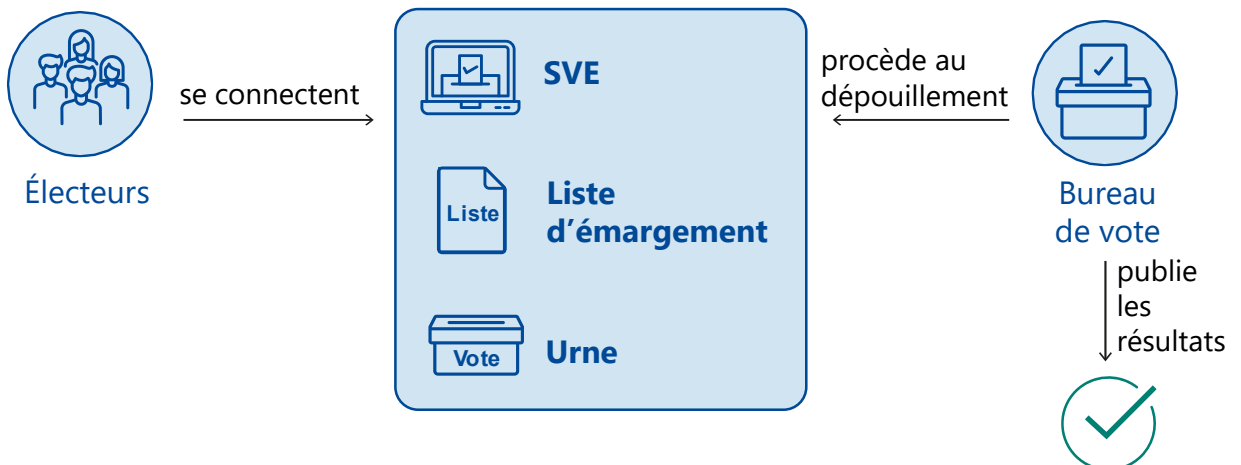 Électeurs
se connectent
SVE
Liste
Liste
d’émargement
Vote
Urne
procède au
dépouillement
Bureau
de vote
publie
les
résultats